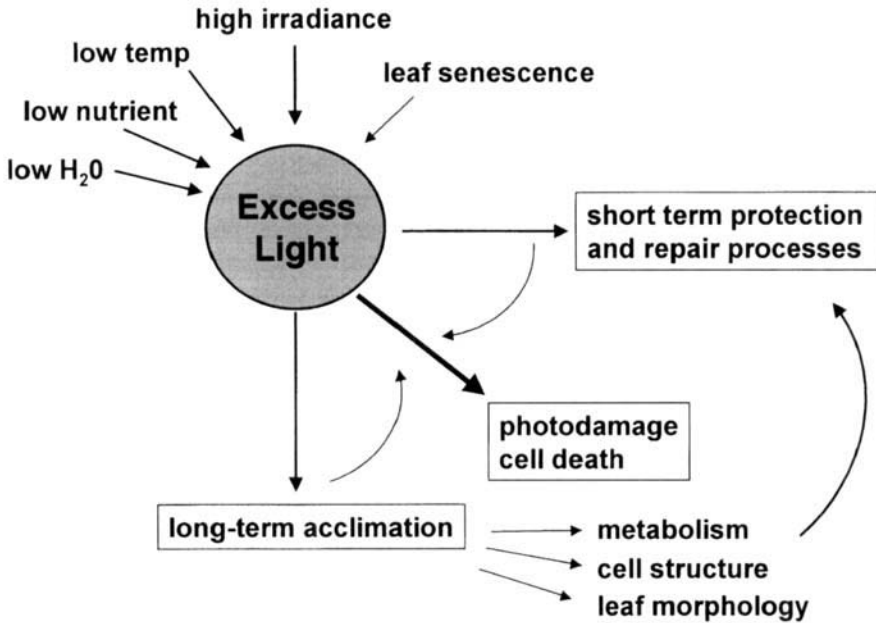 high irradiance
low temp
leaf senescence
low nutrient
low H₂0
Excess
Light
short term protection
and repair processes
photodamage
cell death
long-term acclimation
metabolism
cell structure
leaf morphology